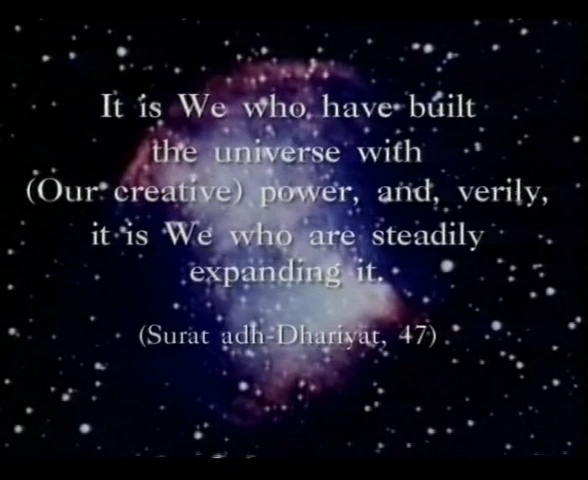 It is We who have built
the universe with
(Our creative) power, and, verily,
it is We who are steadily
expanding it.
(Surat adh-Dhariyat, 47)